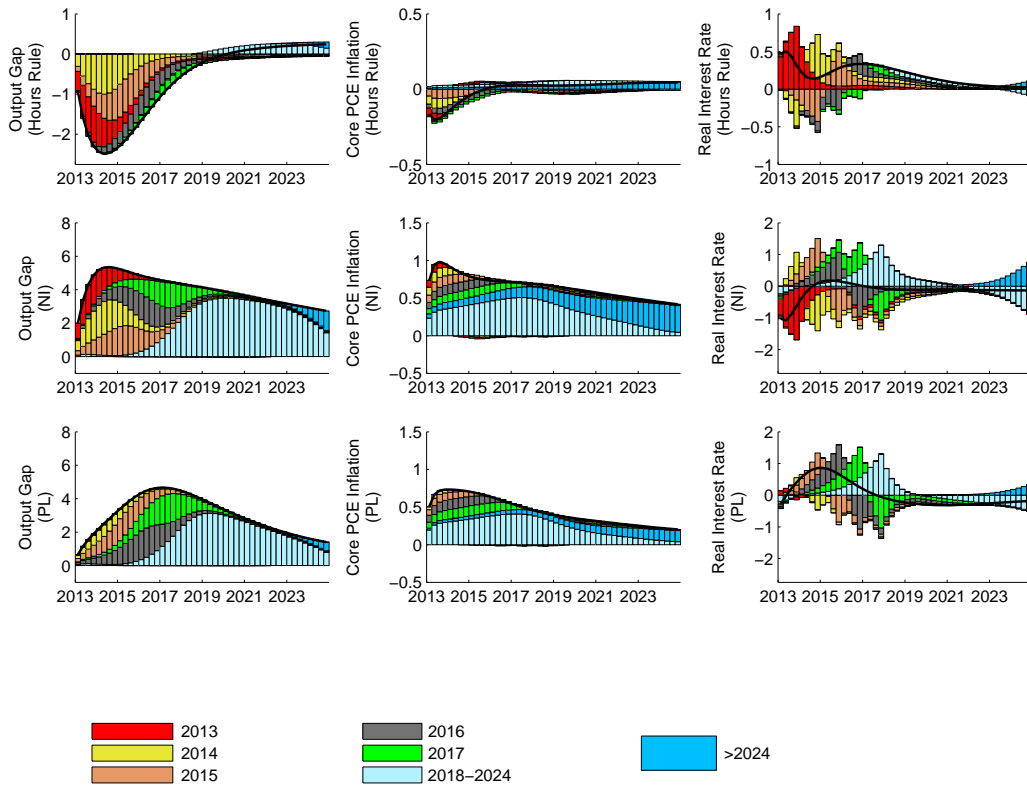 Output Gap
(Hours Rule)
1
0
−1
−2
2013 2015 2017 2019 2021 2023
Core PCE Inflation
(Hours Rule)
0.5
0
−0.5
2013 2015 2017 2019 2021 2023
Real Interest Rate
(Hours Rule)
1
0.5
0
−0.5
−1
2013 2015 2017 2019 2021 2023
Output Gap
(NI)
8
6
4
2
0
2013 2015 2017 2019 2021 2023
Core PCE Inflation
(NI)
1.5
1
0.5
0
−0.5
2013 2015 2017 2019 2021 2023
Real Interest Rate
(NI)
2
1
0
−1
−2
2013 2015 2017 2019 2021 2023
Output Gap
(PL)
8
6
4
2
0
2013 2015 2017 2019 2021 2023
Core PCE Inflation
(PL)
1.5
1
0.5
0
−0.5
2013 2015 2017 2019 2021 2023
Real Interest Rate
(PL)
2
1
0
−1
−2
2013 2015 2017 2019 2021 2023
2013
2014
2015
2016
2017
2018−2024
>2024